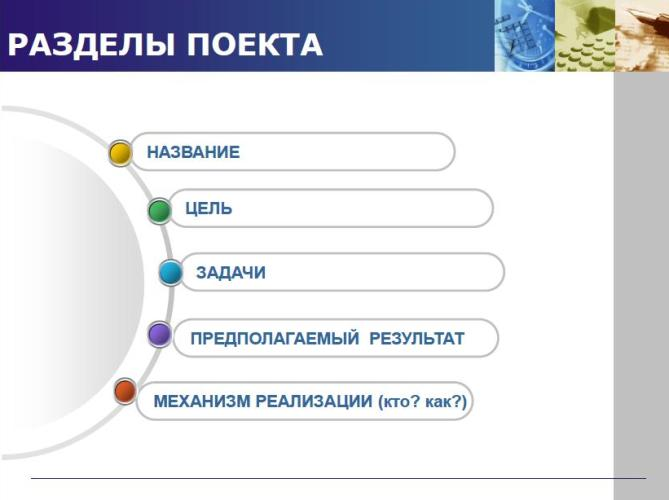 РАЗДЕЛЫ ПОЕКТА
НАЗВАНИЕ
ЦЕЛЬ
ЗАДАЧИ
ПРЕДПОЛАГАЕМЫЙ РЕЗУЛЬТАТ
МЕХАНИЗМ РЕАЛИЗАЦИИ (кто? как?)